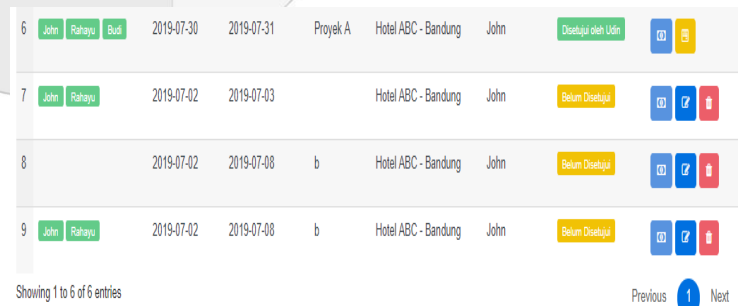 6 John Rahayu Budi 2019-07-30 2019-07-31 Proyek A Hotel ABC - Bandung John Disetujui oleh Udin
7 John Rahayu 2019-07-02 2019-07-03 Hotel ABC - Bandung John Belum Disetujui
8 2019-07-02 2019-07-08 b Hotel ABC - Bandung John Belum Disetujui
9 John Rahayu 2019-07-02 2019-07-08 b Hotel ABC - Bandung John Belum Disetujui
Showing 1 to 6 of 6 entries Previous 1 Next